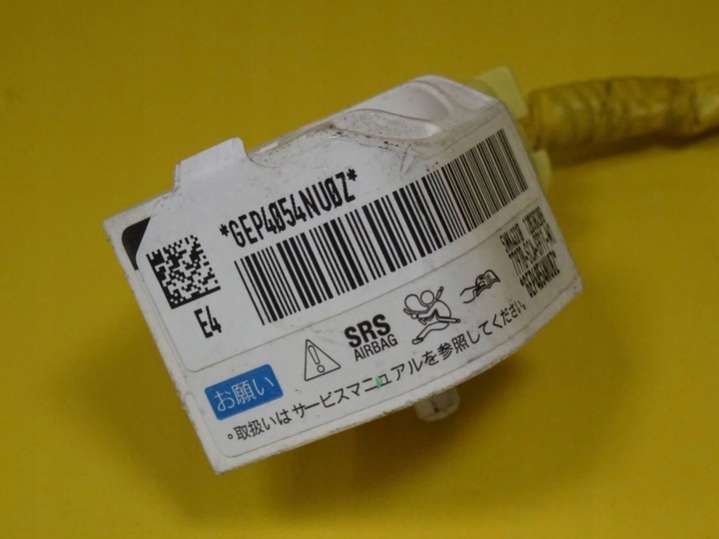 *GEP4054NU0Z*
E4
SRS
AIRBAG
お願い
。取扱いはサービスマニュアルを参照してください。